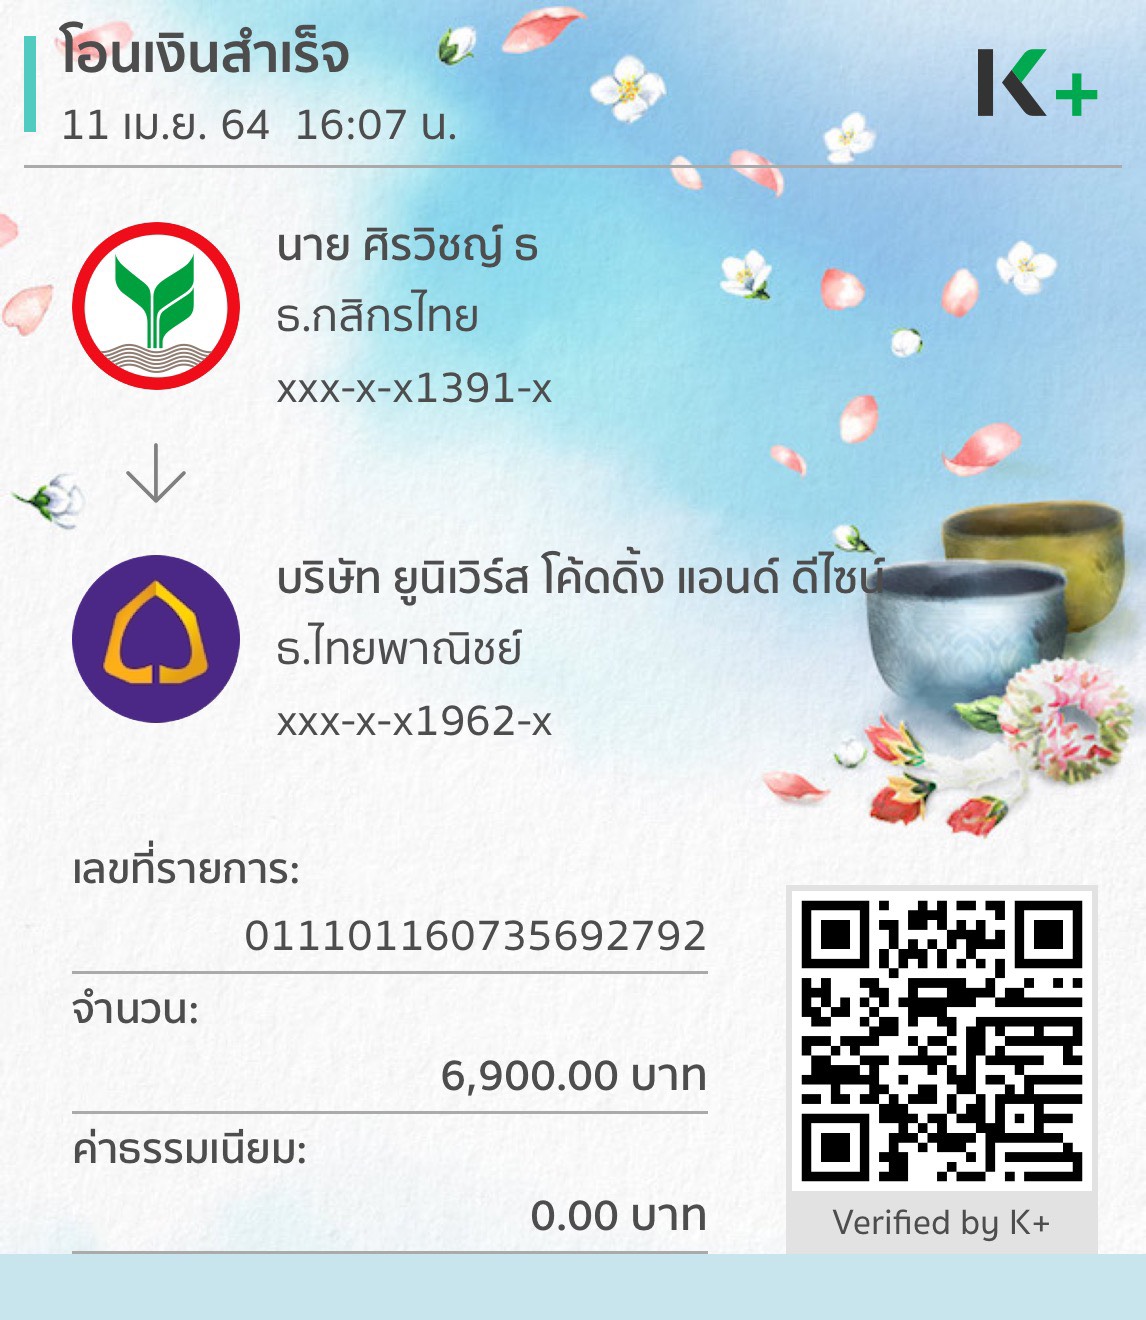 โอนเงินสำเร็จ
11 เม.ย. 64 16:07 น.
K+
นาย ศิรวิชญ์ ธ
ธ.กสิกรไทย
xxx-x-x1391-x
บริษัท ยูนิเวิร์ส โค้ดดิ้ง แอนด์ ดีไซน์
ธ.ไทยพาณิชย์
xxx-x-x1962-x
เลขที่รายการ:
011101160735692792
จำนวน:
6,900.00 บาท
ค่าธรรมเนียม:
0.00 บาท
Verified by K+